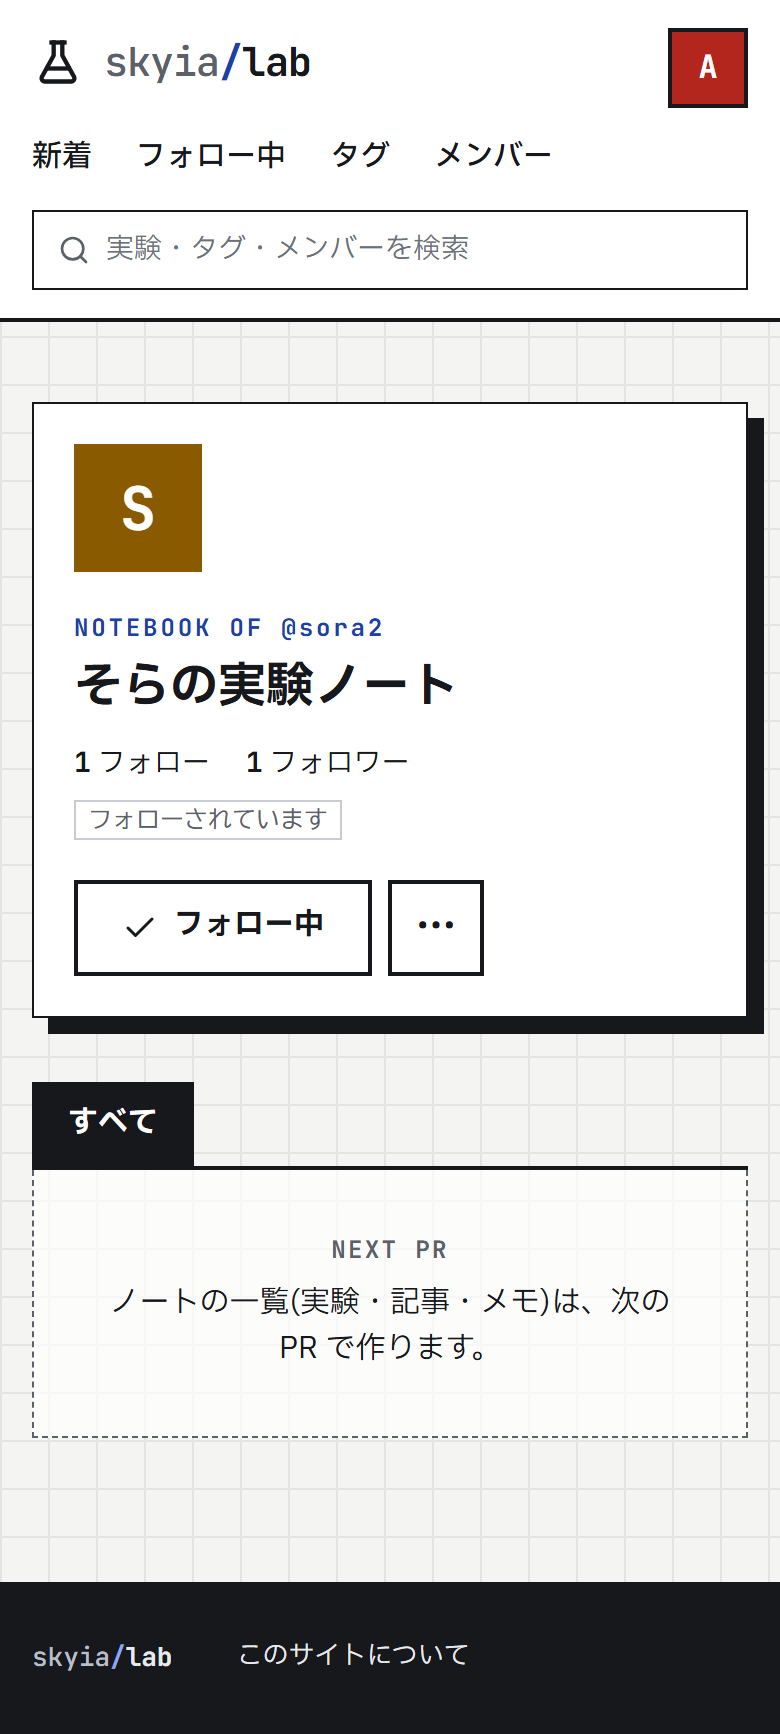 skyia/lab
A
新着 フォロー中 タグ メンバー
実験・タグ・メンバーを検索
S
NOTEBOOK OF @sora2
そらの実験ノート
1 フォロー 1 フォロワー
フォローされています
フォロー中
すべて
NEXT PR
ノートの一覧(実験・記事・メモ)は、次の
PR で作ります。
skyia/lab このサイトについて